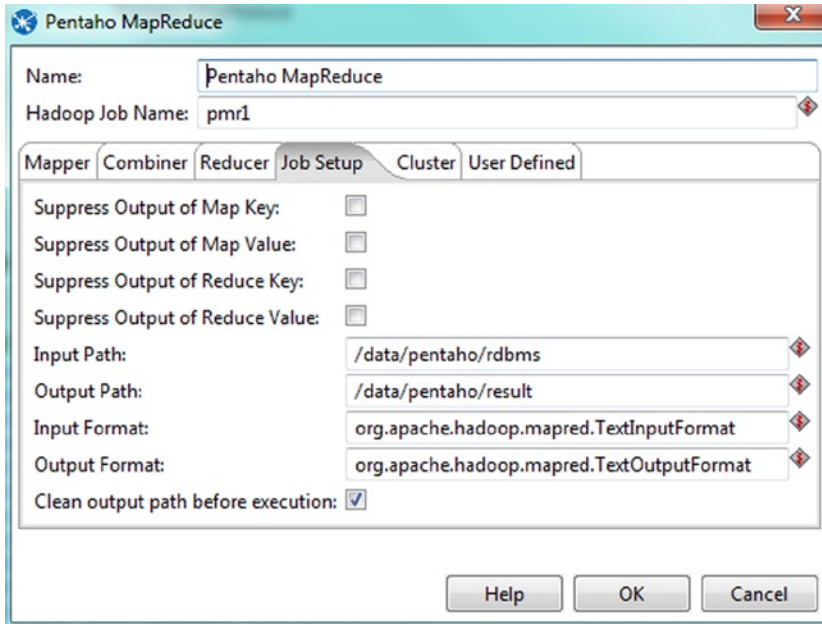 Pentaho MapReduce
Name: Pentaho MapReduce
Hadoop Job Name: pmr1
Mapper Combiner Reducer Job Setup Cluster User Defined
Suppress Output of Map Key:
Suppress Output of Map Value:
Suppress Output of Reduce Key:
Suppress Output of Reduce Value:
Input Path: /data/pentaho/rdbms
Output Path: /data/pentaho/result
Input Format: org.apache.hadoop.mapred.TextInputFormat
Output Format: org.apache.hadoop.mapred.TextOutputFormat
Clean output path before execution:
Help OK Cancel